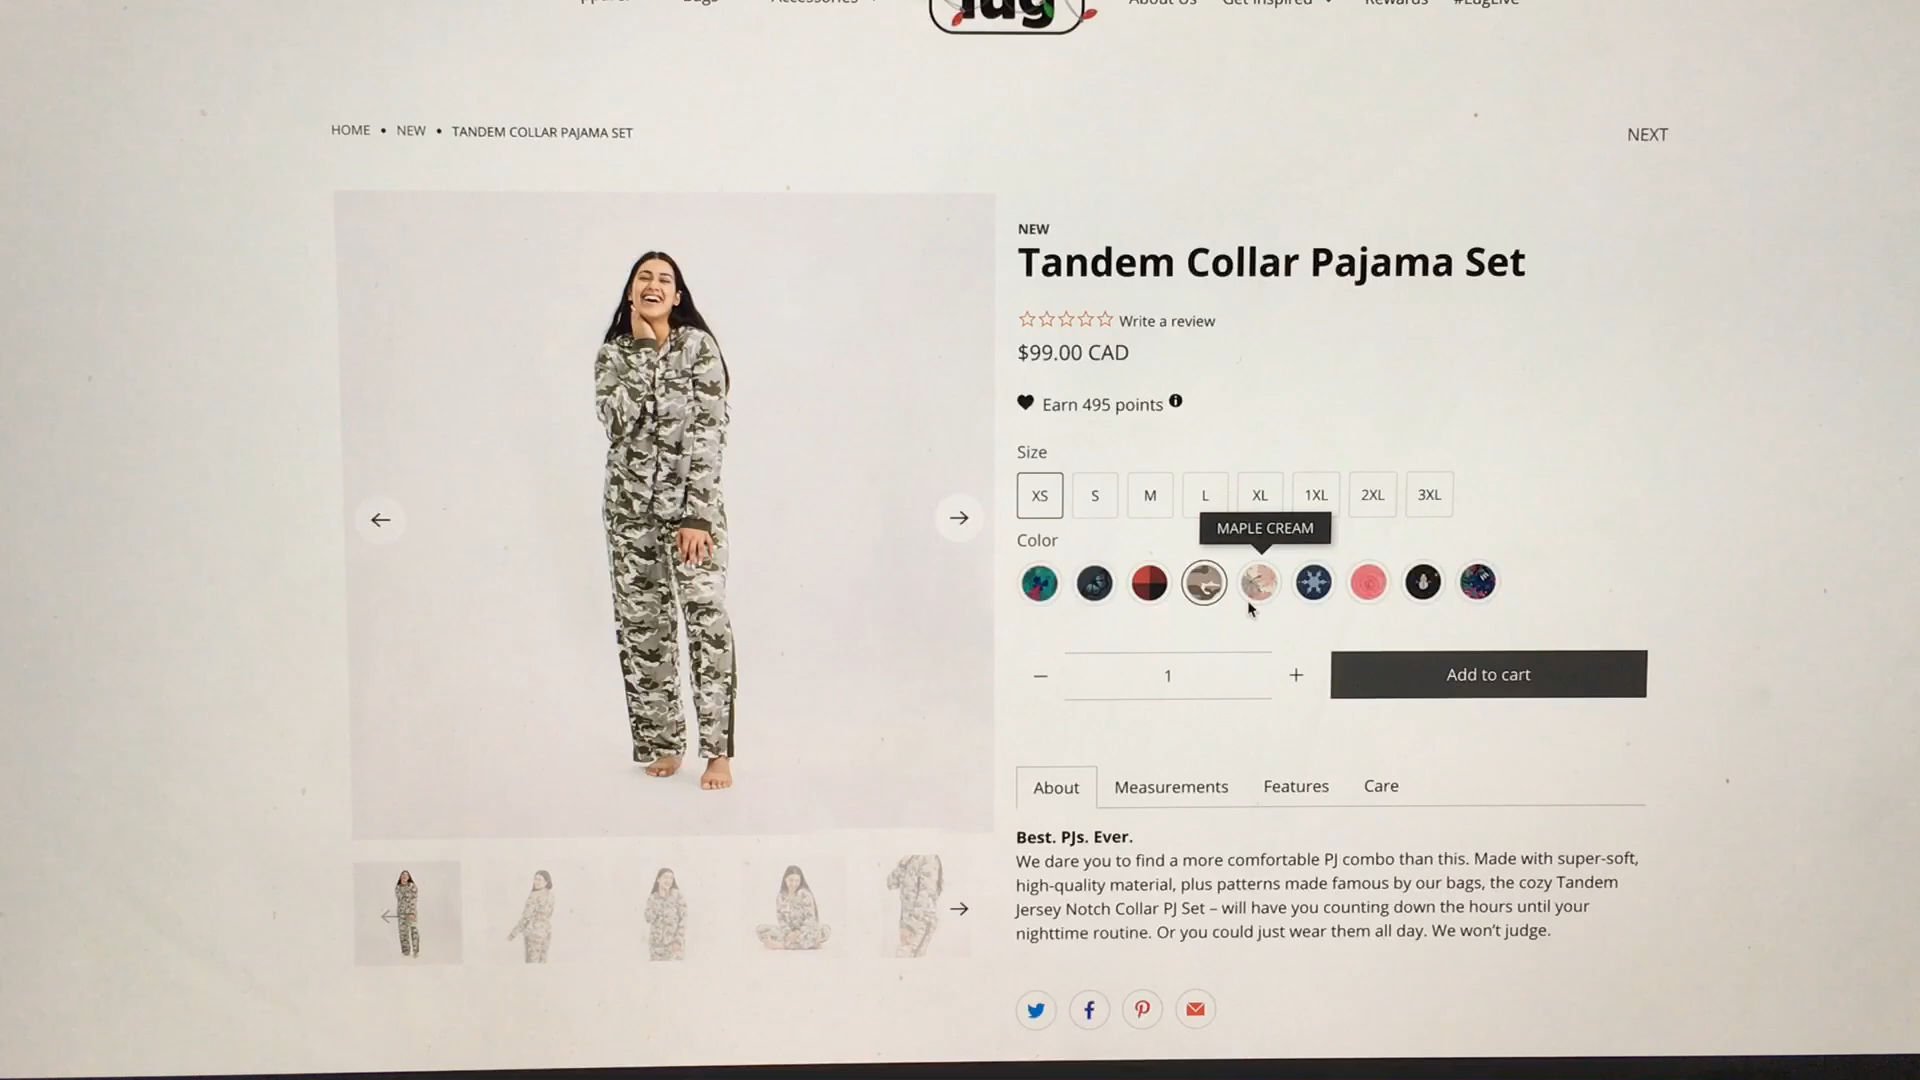 Accessories
lug
About Us
Get Inspired
Rewards
#LugLive
HOME • NEW • TANDEM COLLAR PAJAMA SET
NEXT
NEW
Tandem Collar Pajama Set
Write a review
$99.00 CAD
Earn 495 points
Size
XS S M L XL 1XL 2XL 3XL
MAPLE CREAM
Color
− 1 +
Add to cart
About Measurements Features Care
Best. PJs. Ever.
We dare you to find a more comfortable PJ combo than this. Made with super-soft,
high-quality material, plus patterns made famous by our bags, the cozy Tandem
Jersey Notch Collar PJ Set – will have you counting down the hours until your
nighttime routine. Or you could just wear them all day. We won't judge.